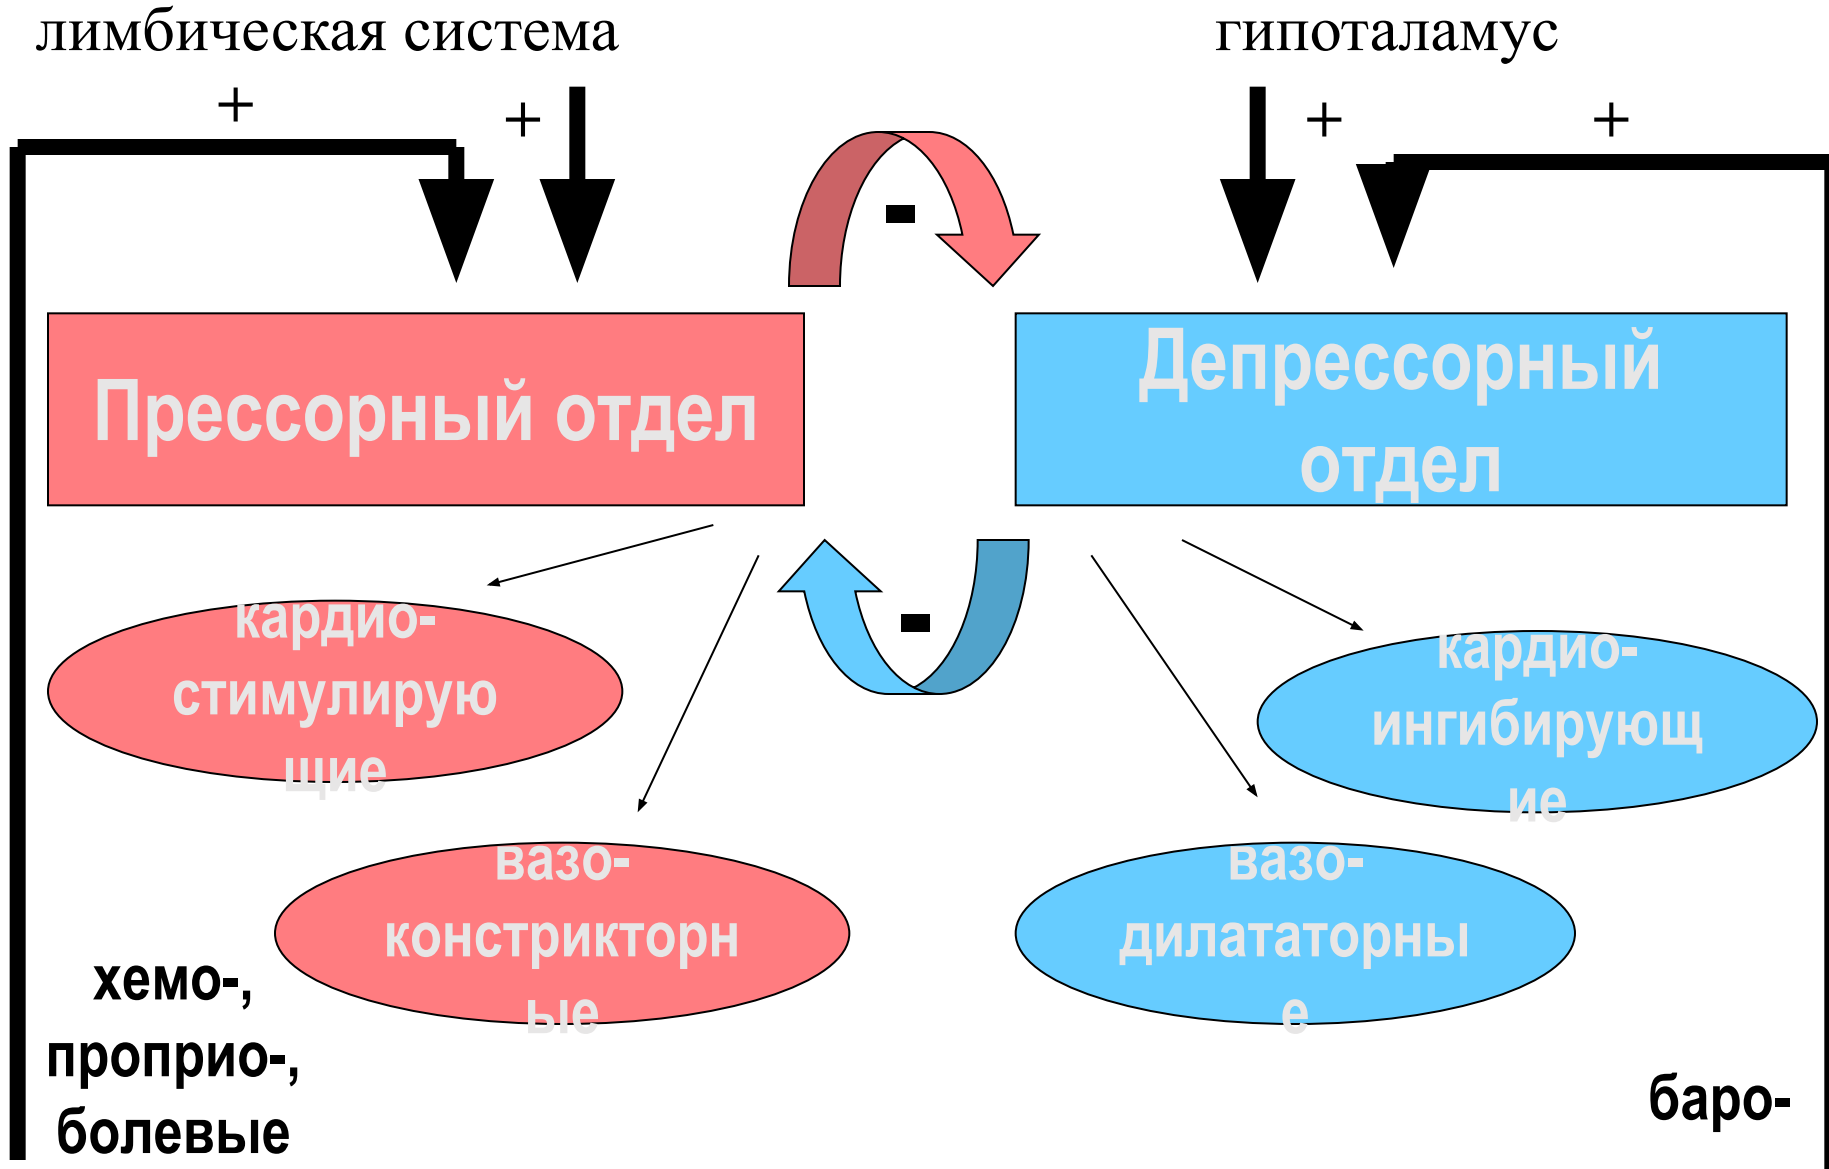 лимбическая система
гипоталамус
+
+
+
+
-
Прессорный отдел
Депрессорный
отдел
-
кардио-
стимулирую
щие
кардио-
ингибирующ
ие
вазо-
констрикторн
ые
вазо-
дилататорны
е
хемо-,
проприо-,
болевые
баро-